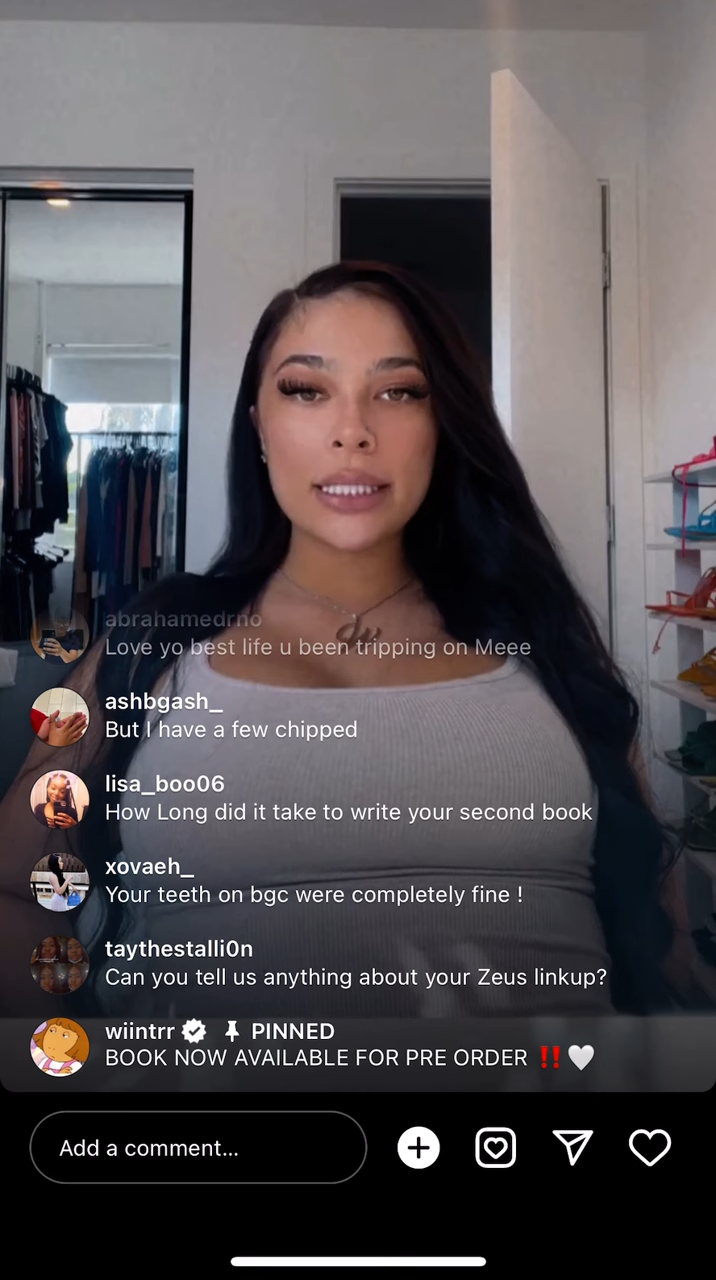 abrahamedrno
Love yo best life u been tripping on Meee
ashbgash_
But I have a few chipped
lisa_boo06
How Long did it take to write your second book
xovaeh_
Your teeth on bgc were completely fine !
taythestalli0n
Can you tell us anything about your Zeus linkup?
wiintrr PINNED
BOOK NOW AVAILABLE FOR PRE ORDER ‼️🤍
Add a comment...